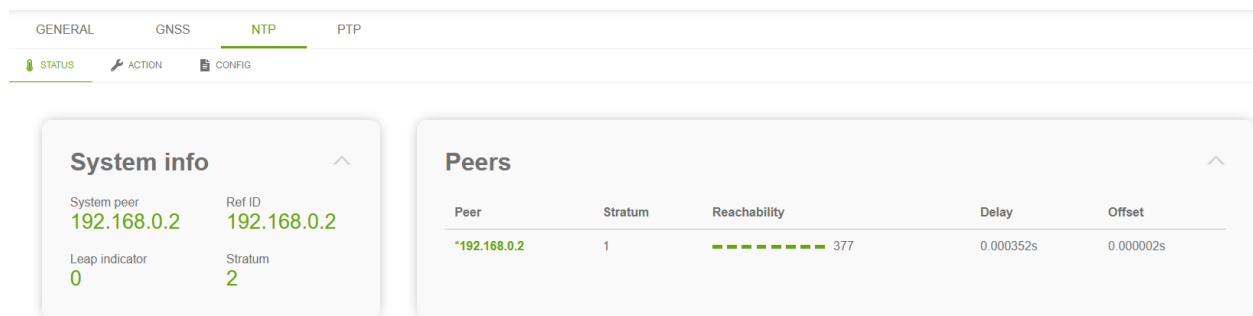 GENERAL GNSS NTP PTP
STATUS ACTION CONFIG
System info
System peer Ref ID
192.168.0.2 192.168.0.2
Leap indicator Stratum
0 2
Peers
Peer Stratum Reachability Delay Offset
*192.168.0.2 1 377 0.000352s 0.000002s